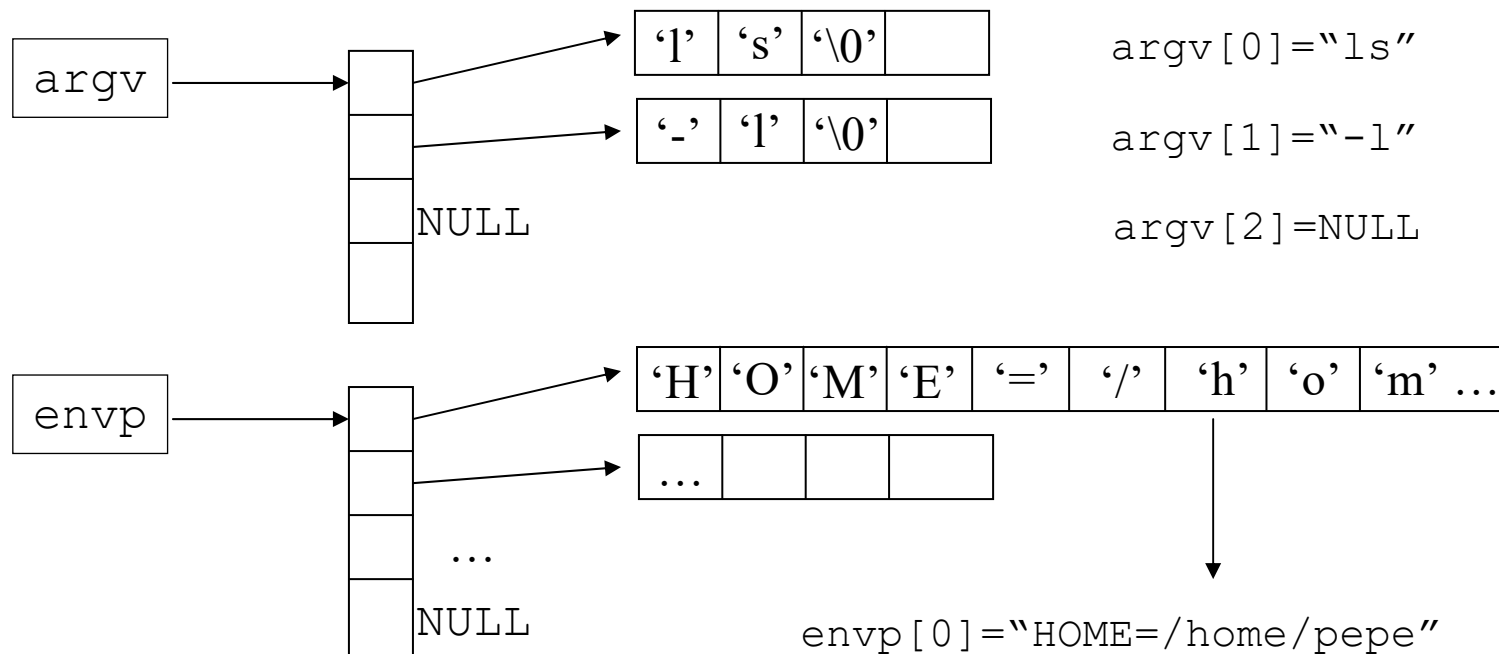 argv
‘l’ ‘s’ ‘\0’
argv[0]=“ls”
‘-’ ‘l’ ‘\0’
argv[1]=“-l”
NULL
argv[2]=NULL
envp
‘H’ ‘O’ ‘M’ ‘E’ ‘=’ ‘/’ ‘h’ ‘o’ ‘m’ …
…
…
NULL
envp[0]=“HOME=/home/pepe”